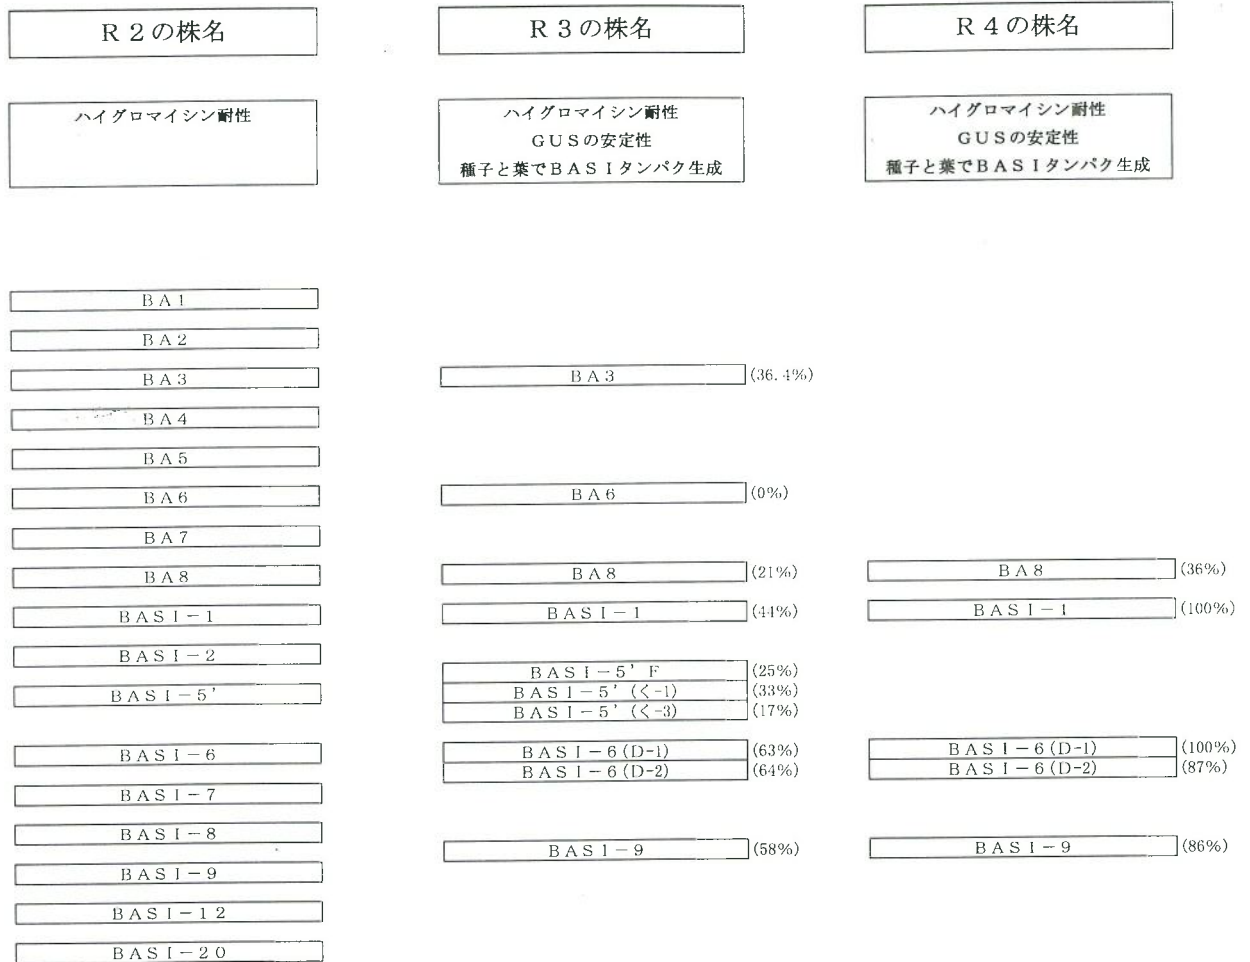 R2の株名
R3の株名
R4の株名
ハイグロマイシン耐性
ハイグロマイシン耐性
GUSの安定性
種子と葉でBASIタンパク生成
ハイグロマイシン耐性
GUSの安定性
種子と葉でBASIタンパク生成
BA1
BA2
BA3
BA3 (36.4%)
BA4
BA5
BA6
BA6 (0%)
BA7
BA8
BA8 (21%)
BA8 (36%)
BASI-1
BASI-1 (44%)
BASI-1 (100%)
BASI-2
BASI-5' F (25%)
BASI-5'
BASI-5' (く-1) (33%)
BASI-5' (く-3) (17%)
BASI-6
BASI-6(D-1) (63%)
BASI-6(D-1) (100%)
BASI-6(D-2) (64%)
BASI-6(D-2) (87%)
BASI-7
BASI-8
BASI-9 (58%)
BASI-9 (86%)
BASI-9
BASI-12
BASI-20